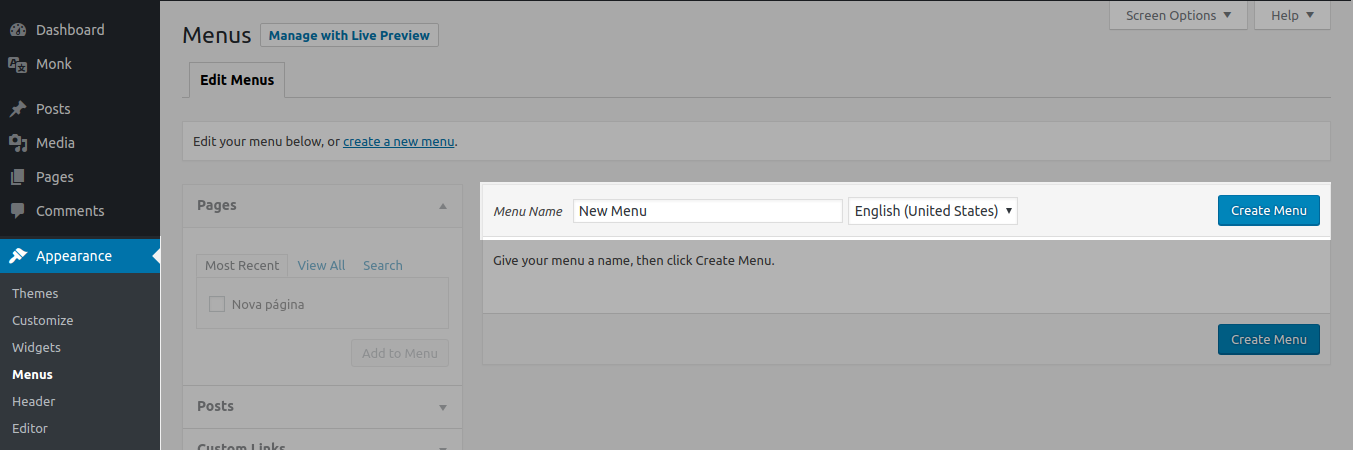 Dashboard
Monk
Posts
Media
Pages
Comments
Appearance
Themes
Customize
Widgets
Menus
Header
Editor
Screen Options
Help
Menus
Manage with Live Preview
Edit Menus
Edit your menu below, or create a new menu.
Pages
Most Recent View All Search
Nova página
Add to Menu
Posts
Custom Links
Menu Name New Menu English (United States) Create Menu
Give your menu a name, then click Create Menu.
Create Menu